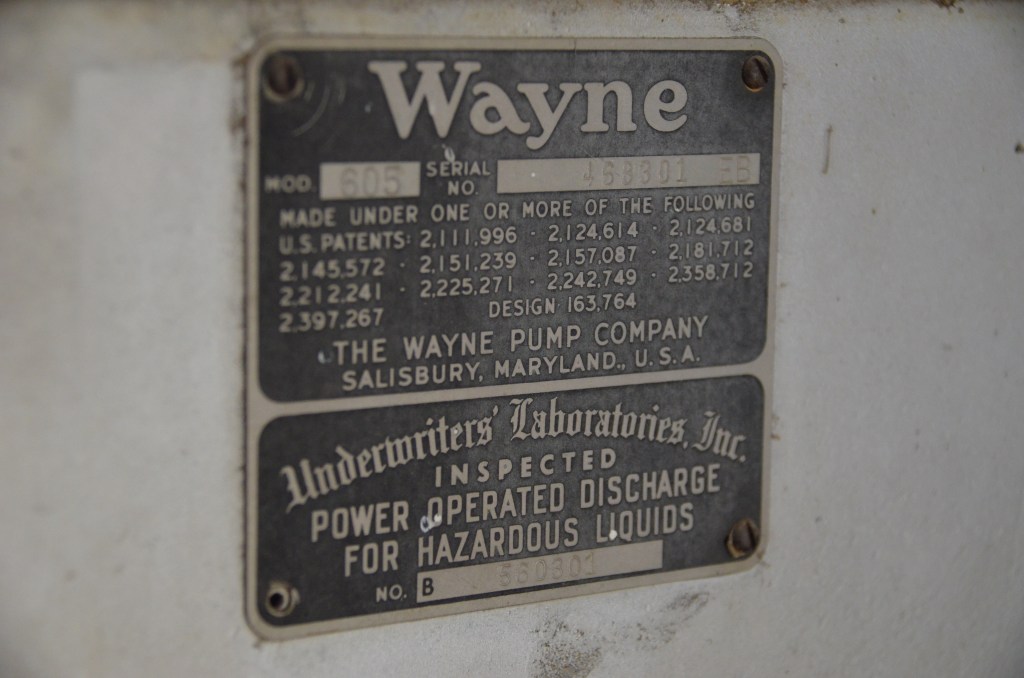 Wayne
MOD. 605 SERIAL NO. 468301 EB
MADE UNDER ONE OR MORE OF THE FOLLOWING
U.S. PATENTS: 2,111,996 · 2,124,614 · 2,124,681
2,145,572 · 2,151,239 · 2,157,087 · 2,181,712
2,212,241 · 2,225,271 · 2,242,749 · 2,358,712
2,397,267 DESIGN 163,764
THE WAYNE PUMP COMPANY
SALISBURY, MARYLAND., U.S.A.
Underwriters' Laboratories, Inc.
INSPECTED
POWER OPERATED DISCHARGE
FOR HAZARDOUS LIQUIDS
NO. B